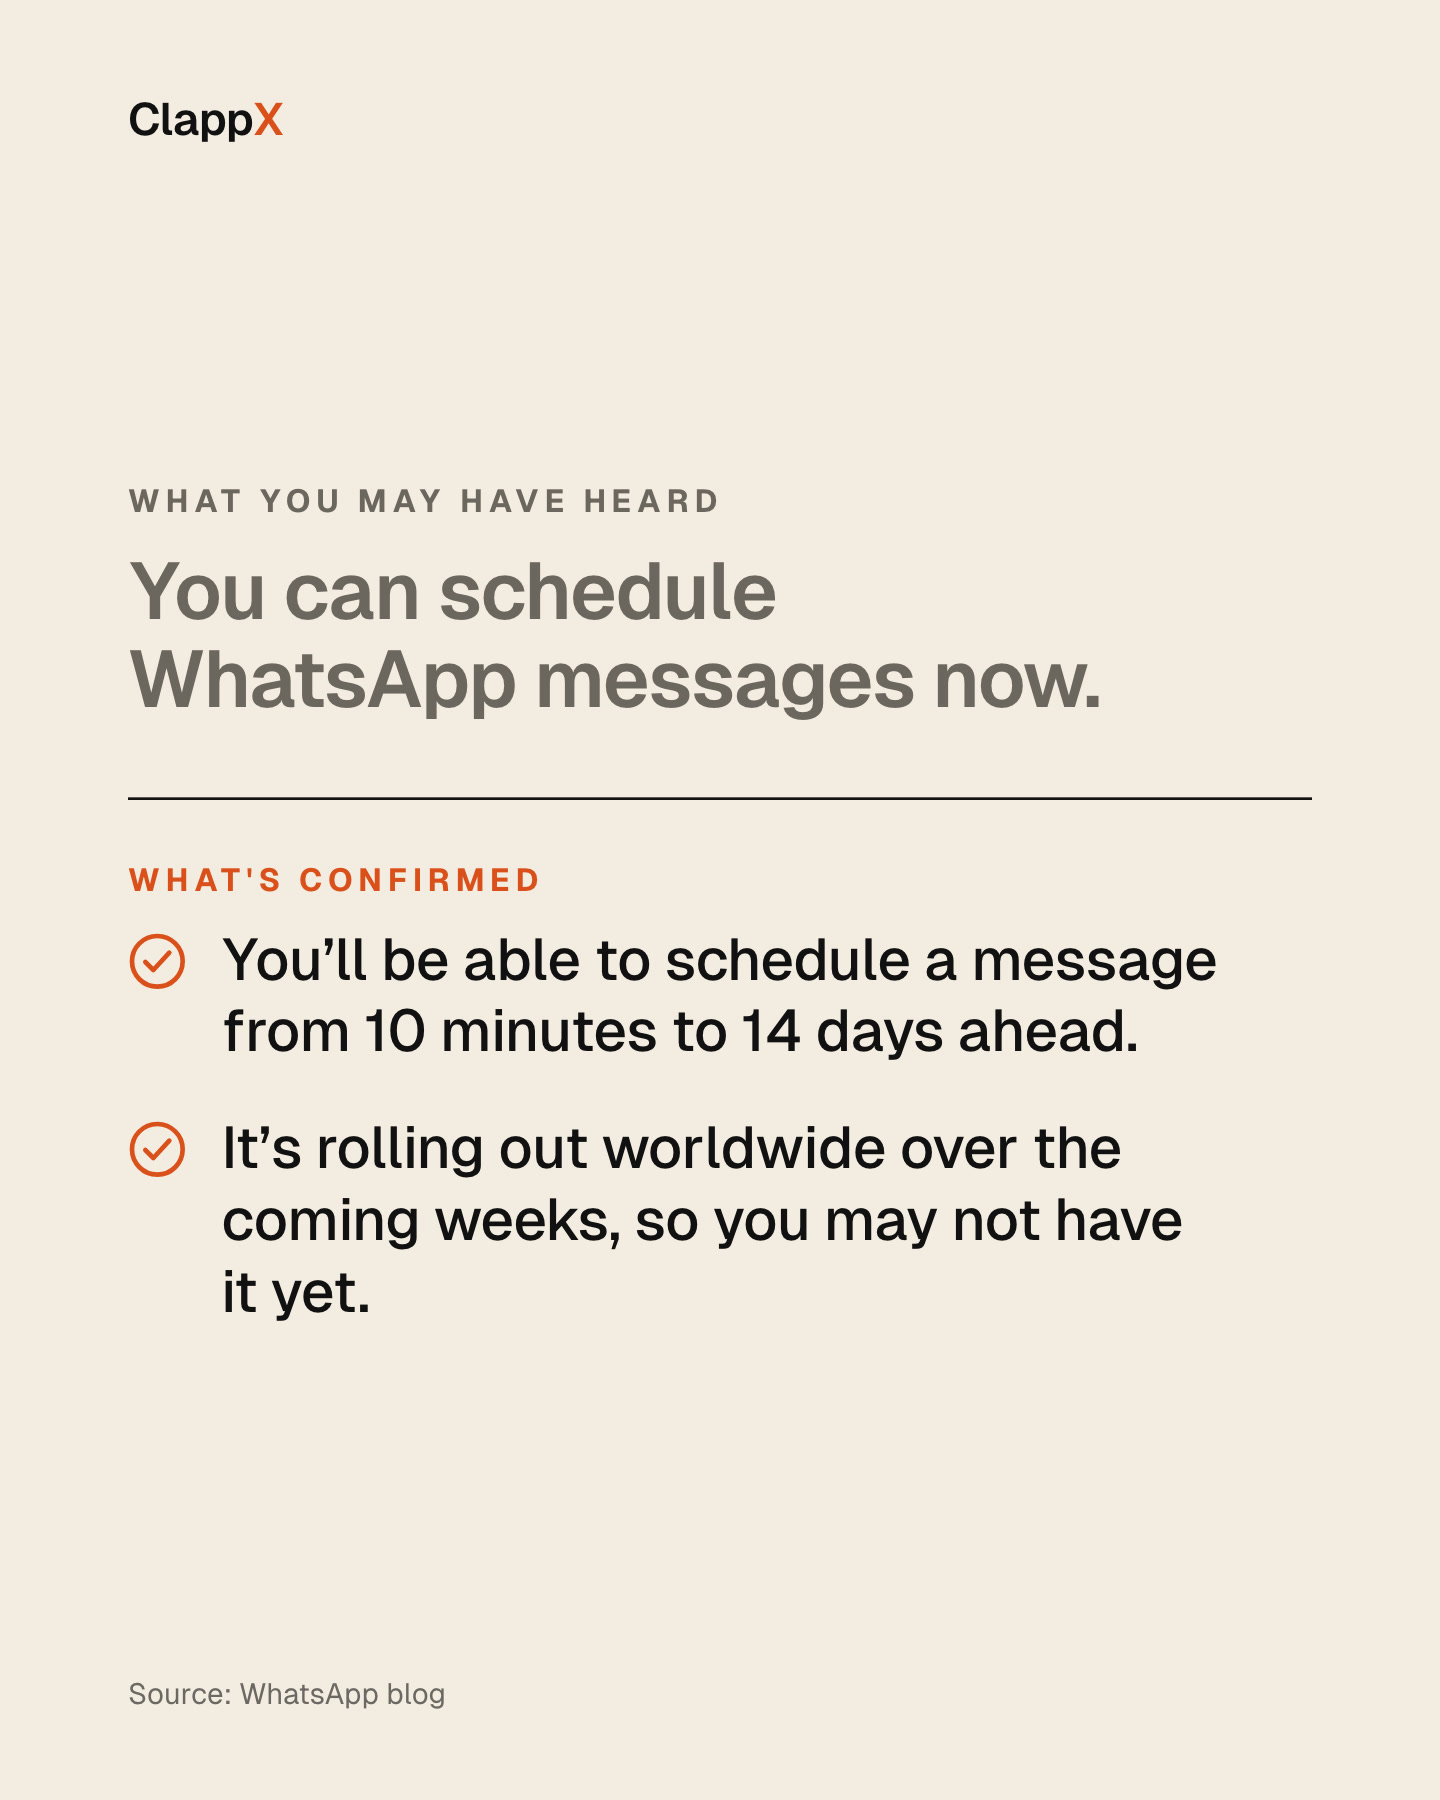 ClappX
WHAT YOU MAY HAVE HEARD
You can schedule
WhatsApp messages now.
WHAT'S CONFIRMED
You’ll be able to schedule a message
from 10 minutes to 14 days ahead.
It’s rolling out worldwide over the
coming weeks, so you may not have
it yet.
Source: WhatsApp blog